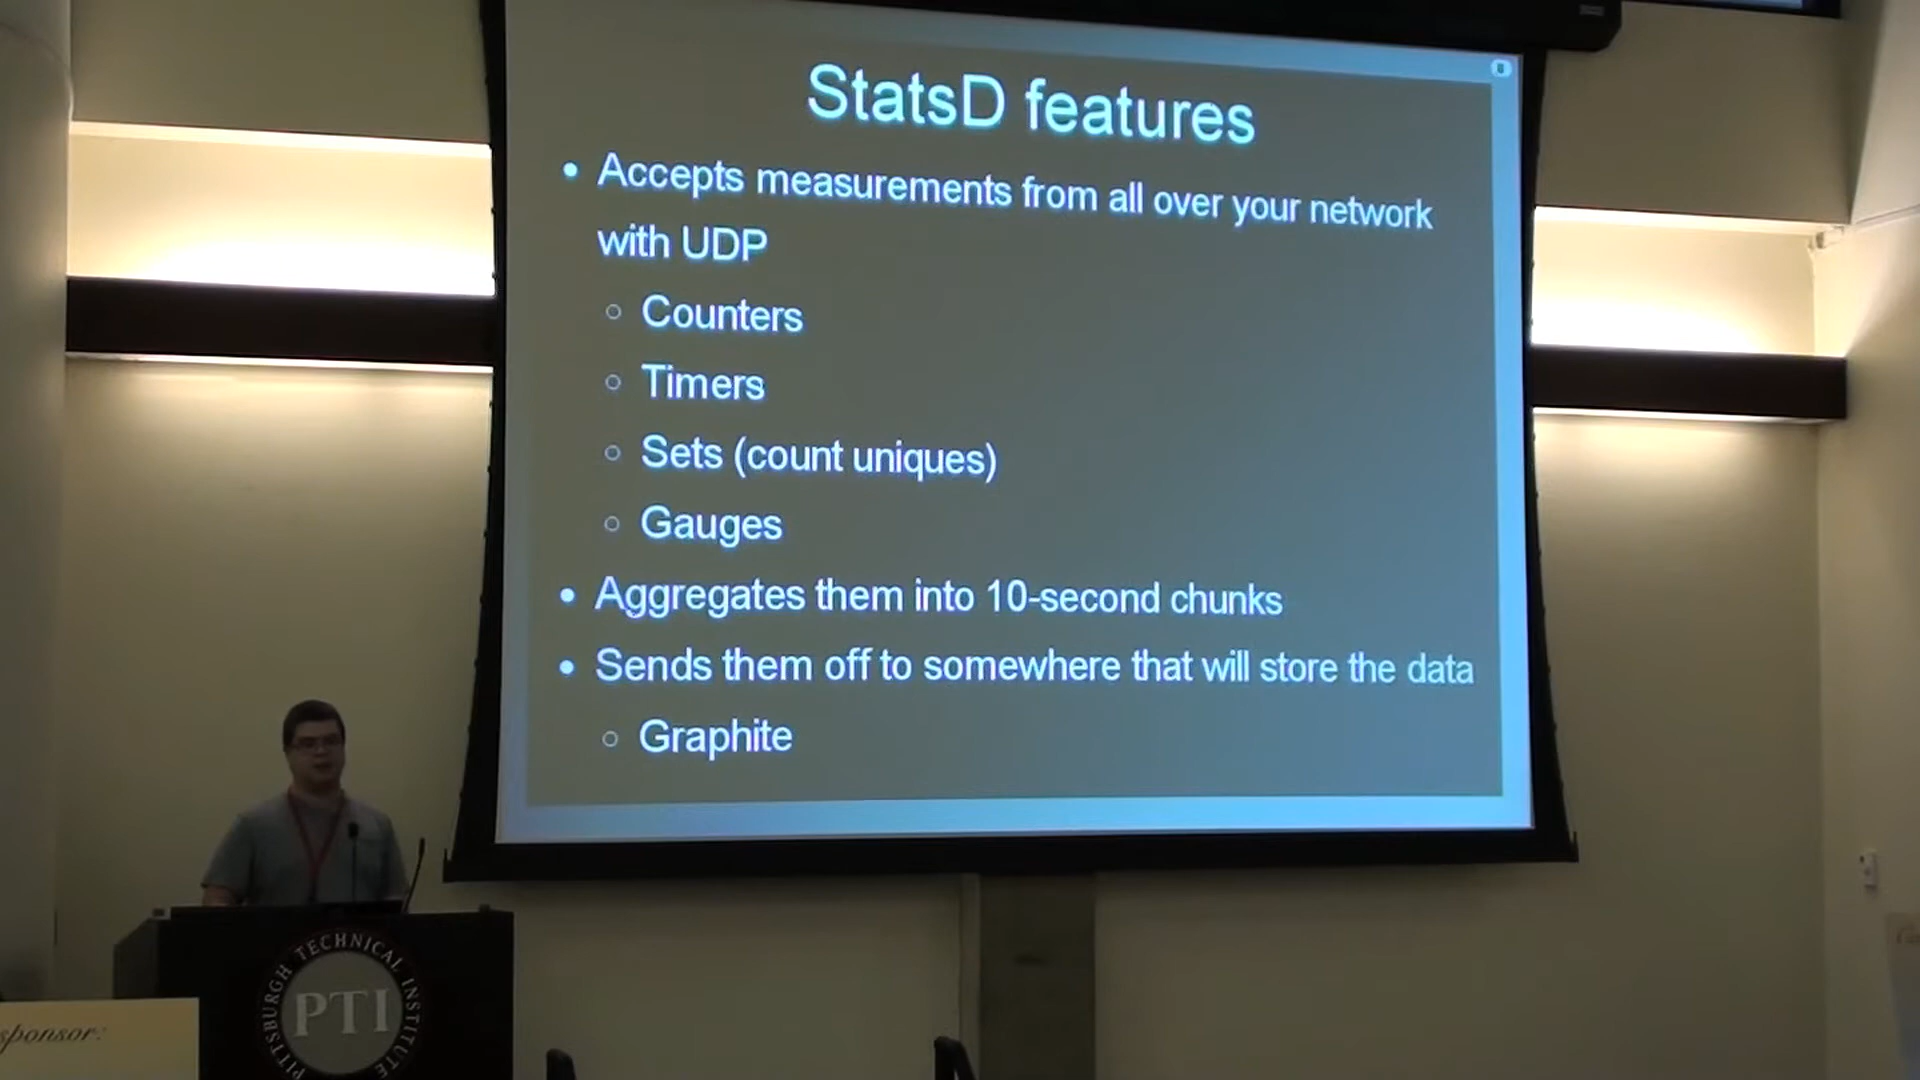 StatsD features
• Accepts measurements from all over your network
with UDP
○ Counters
○ Timers
○ Sets (count uniques)
○ Gauges
• Aggregates them into 10-second chunks
• Sends them off to somewhere that will store the data
○ Graphite
PITTSBURGH TECHNICAL INSTITUTE
PTI
sponsor: